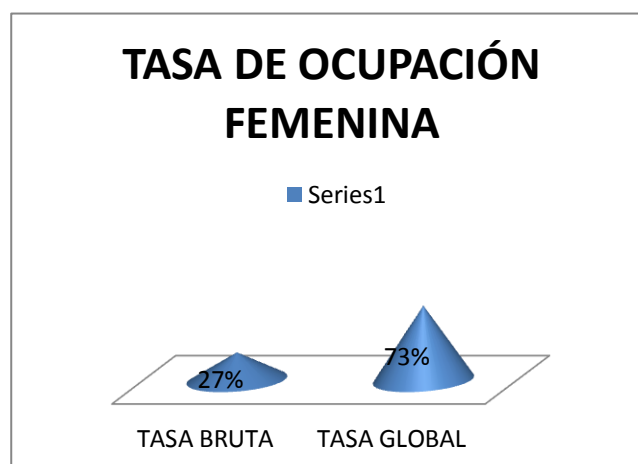 TASA DE OCUPACIÓN
FEMENINA
Series1
27%
73%
TASA BRUTA
TASA GLOBAL